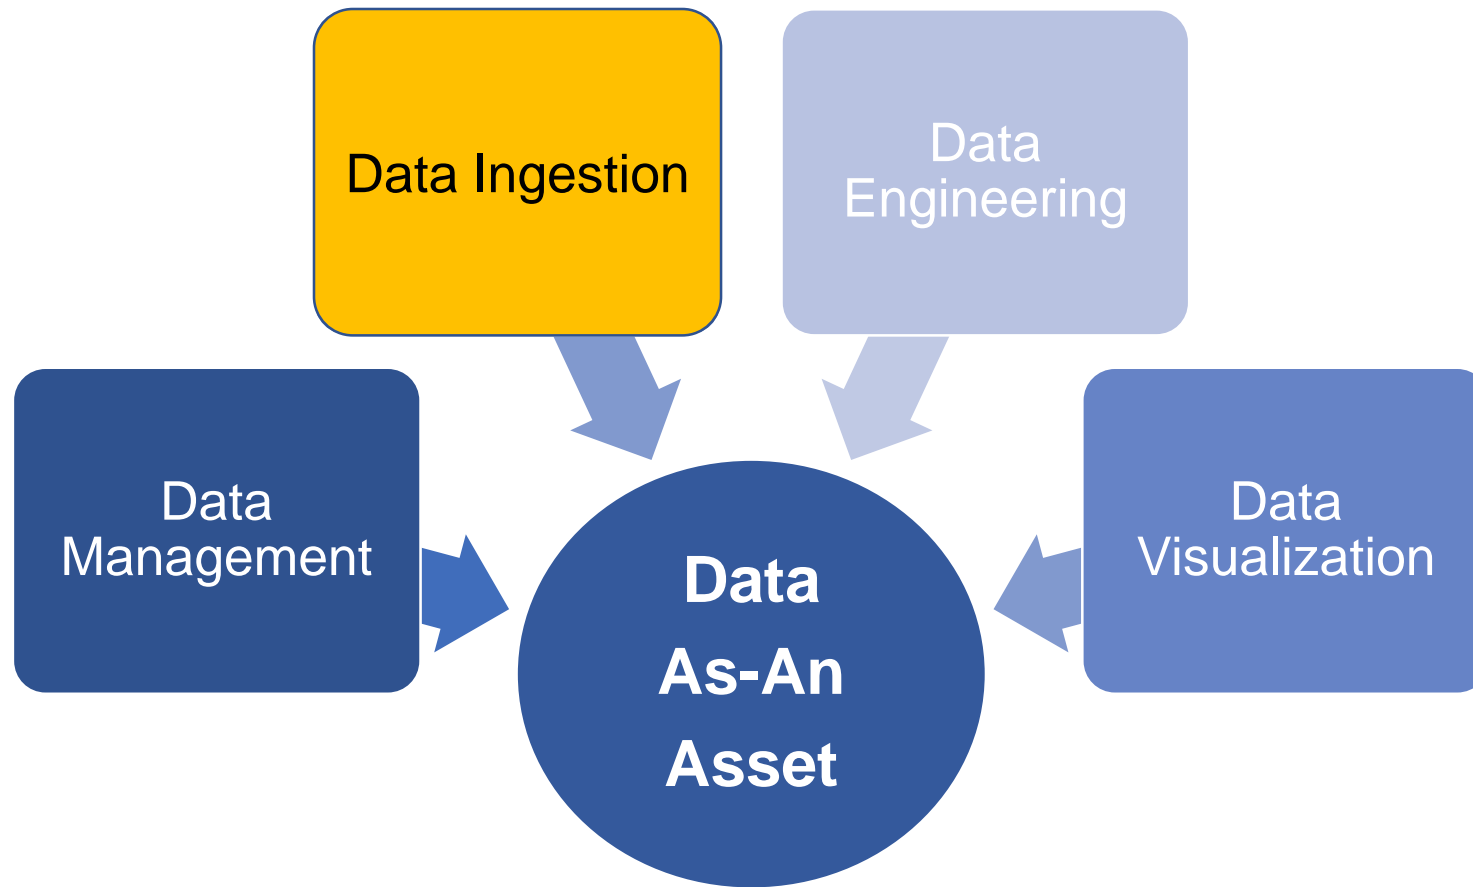 Data Ingestion
Data
Engineering
Data
Management
Data
Visualization
Data
As-An
Asset